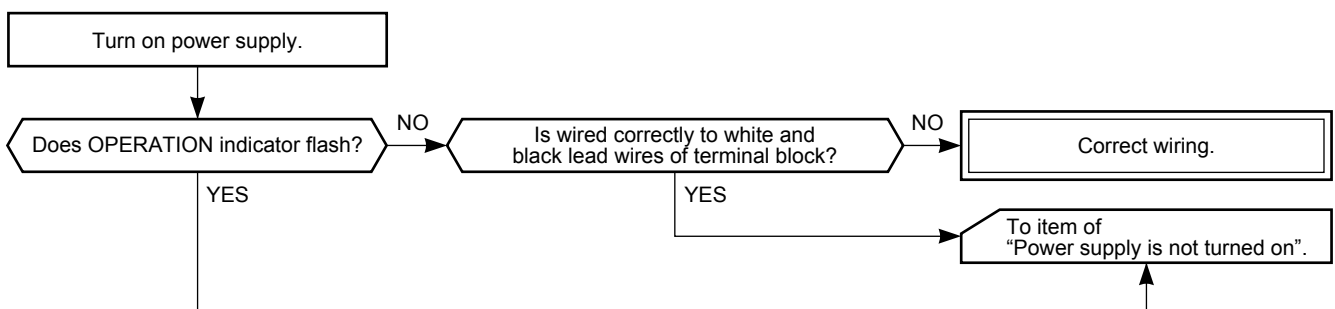 Turn on power supply.
Does OPERATION indicator flash?
NO
Is wired correctly to white and
black lead wires of terminal block?
NO
Correct wiring.
YES
YES
To item of
“Power supply is not turned on”.